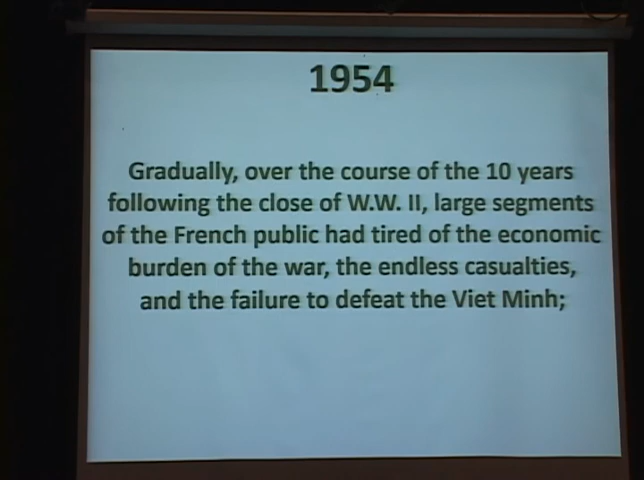 1954
Gradually, over the course of the 10 years
following the close of W.W. II, large segments
of the French public had tired of the economic
burden of the war, the endless casualties,
and the failure to defeat the Viet Minh;